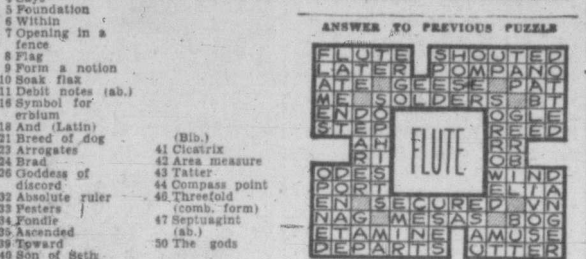 5 Foundation
6 Within
7 Opening in a
fence
8 Flag
9 Form a notion
10 Soak flax
11 Debit notes (ab.)
16 Symbol for
erbium
18 And (Latin)
21 Breed of dog
23 Arrogates
24 Brad
26 Goddess of
discord
32 Absolute ruler
33 Pesters
34 Fondle
35 Ascended
39 Toward
40 Son of Seth
(Bib.)
41 Cicatrix
42 Area measure
43 Tatter
44 Compass point
46 Threefold
(comb. form)
47 Septuagint
(ab.)
50 The gods
ANSWER TO PREVIOUS PUZZLE
FLUTE SHOUTED
LATER POMPANO
ATE GEESE PAT
ME SOLDERS BT
ENDO OGLE
STEP RRED
AH RR
RI OB
ODES WIND
PORT ELIA
EN SECURED VN
NAG MESAS BOG
ETAMINE AMUSE
DEPARTS UTTER
FLUTE